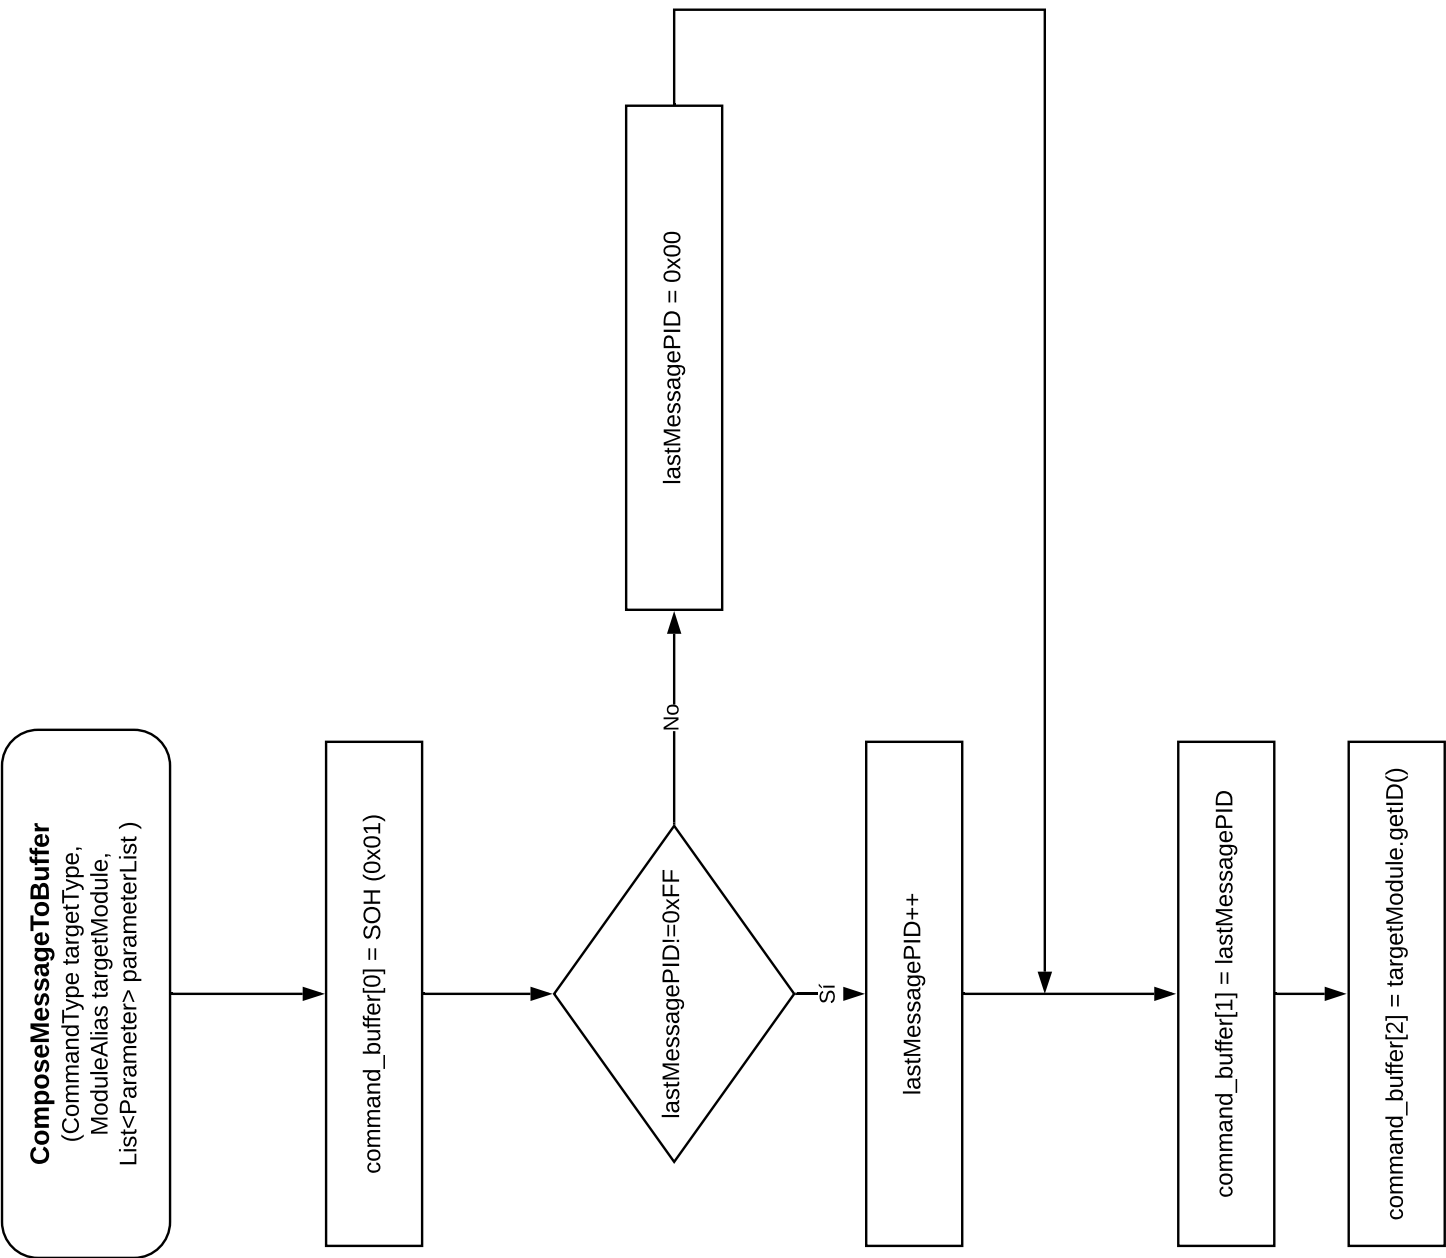 ComposeMessageToBuffer
(CommandType targetType,
ModuleAlias targetModule,
List<Parameter> parameterList )
command_buffer[0] = SOH (0x01)
lastMessagePID!=0xFF
No
lastMessagePID = 0x00
Sí
lastMessagePID++
command_buffer[1] = lastMessagePID
command_buffer[2] = targetModule.getID()